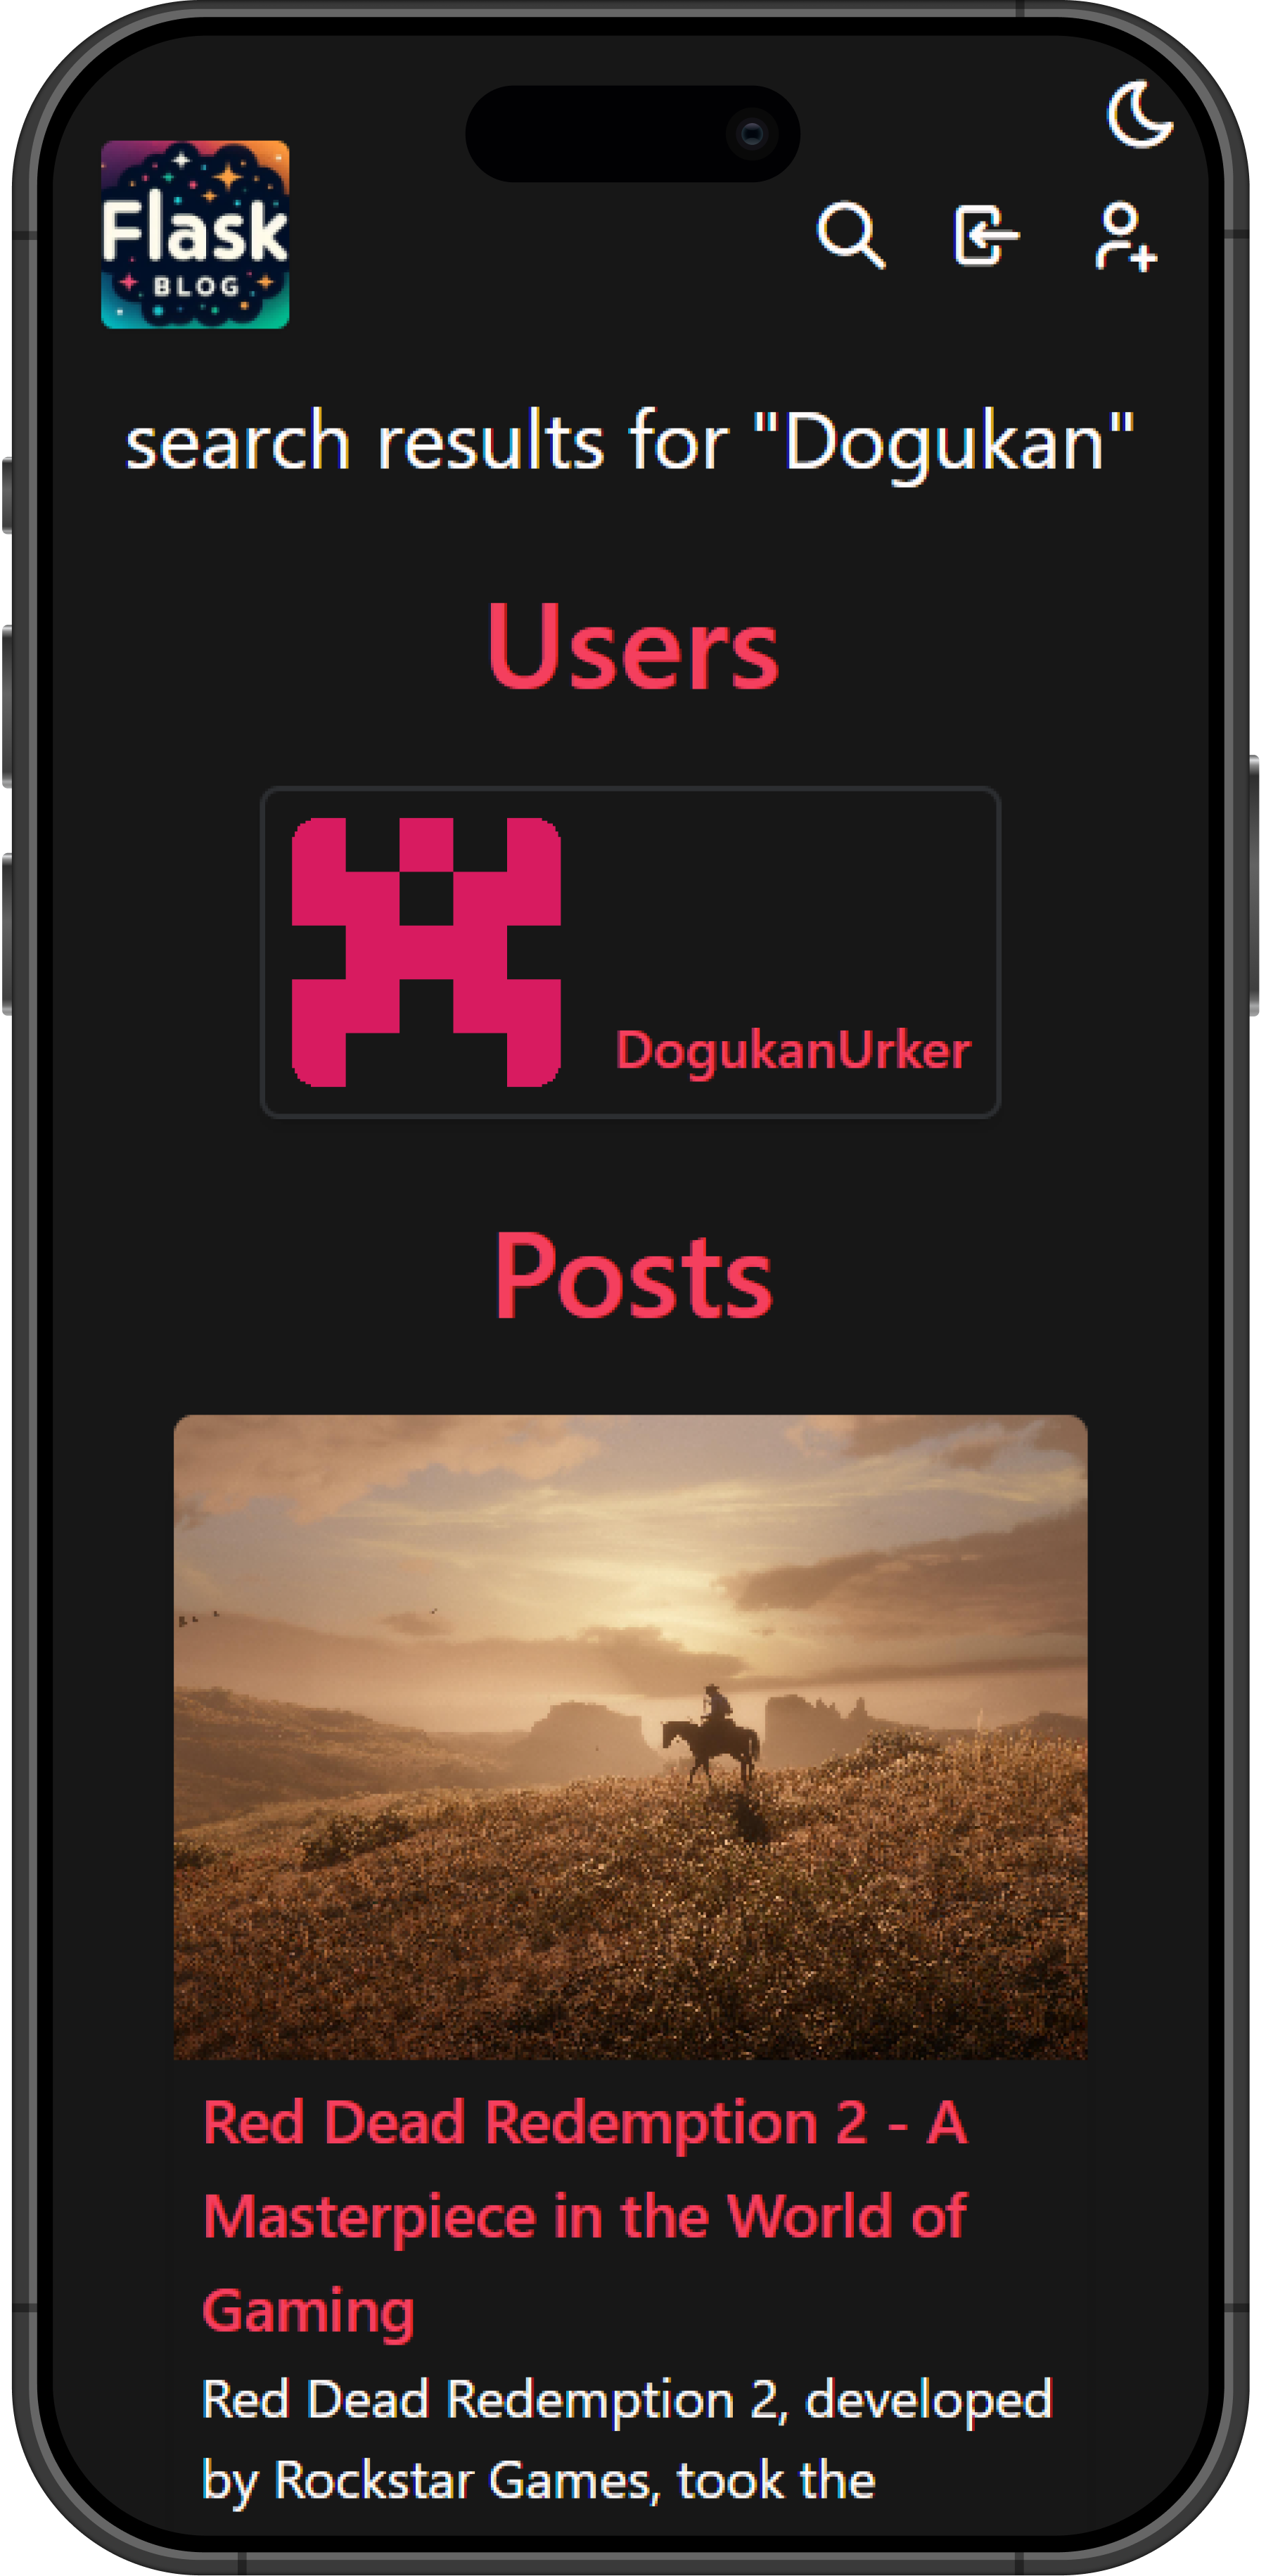 Flask
BLOG
search results for "Dogukan"
Users
DogukanUrker
Posts
Red Dead Redemption 2 - A
Masterpiece in the World of
Gaming
Red Dead Redemption 2, developed
by Rockstar Games, took the